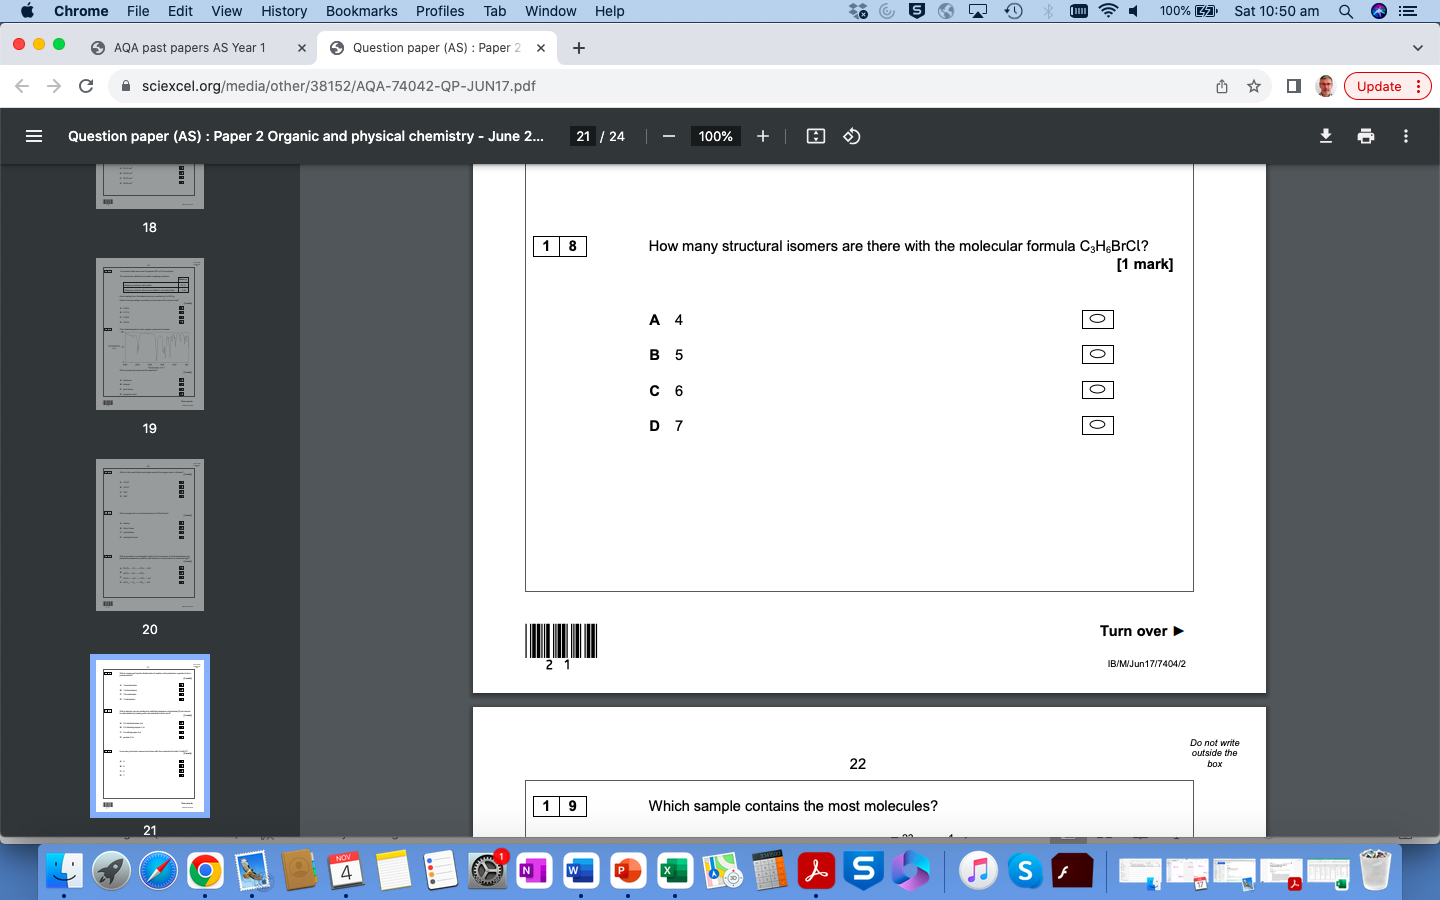 Chrome File Edit View History Bookmarks Profiles Tab Window Help 100% Sat 10:50 am
AQA past papers AS Year 1
Question paper (AS) : Paper 2
sciexcel.org/media/other/38152/AQA-74042-QP-JUN17.pdf
Update
Question paper (AS) : Paper 2 Organic and physical chemistry - June 2...
21 / 24
100%
18
19
20
21
1 8 How many structural isomers are there with the molecular formula C₃H₆BrCl?
[1 mark]
A 4
B 5
C 6
D 7
Turn over ►
2 1
IB/M/Jun17/7404/2
Do not write
outside the
box
22
1 9 Which sample contains the most molecules?
NOV
4
1
17